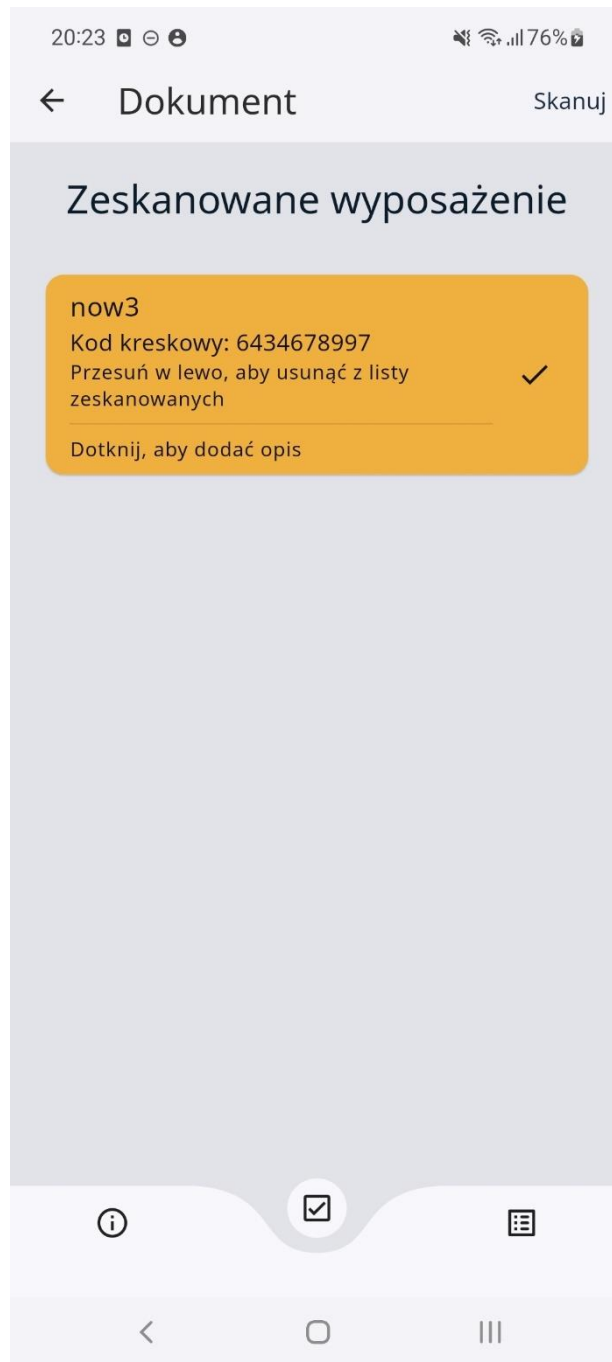 20:23 76%
Dokument Skanuj
Zeskanowane wyposażenie
now3
Kod kreskowy: 6434678997
Przesuń w lewo, aby usunąć z listy
zeskanowanych
Dotknij, aby dodać opis